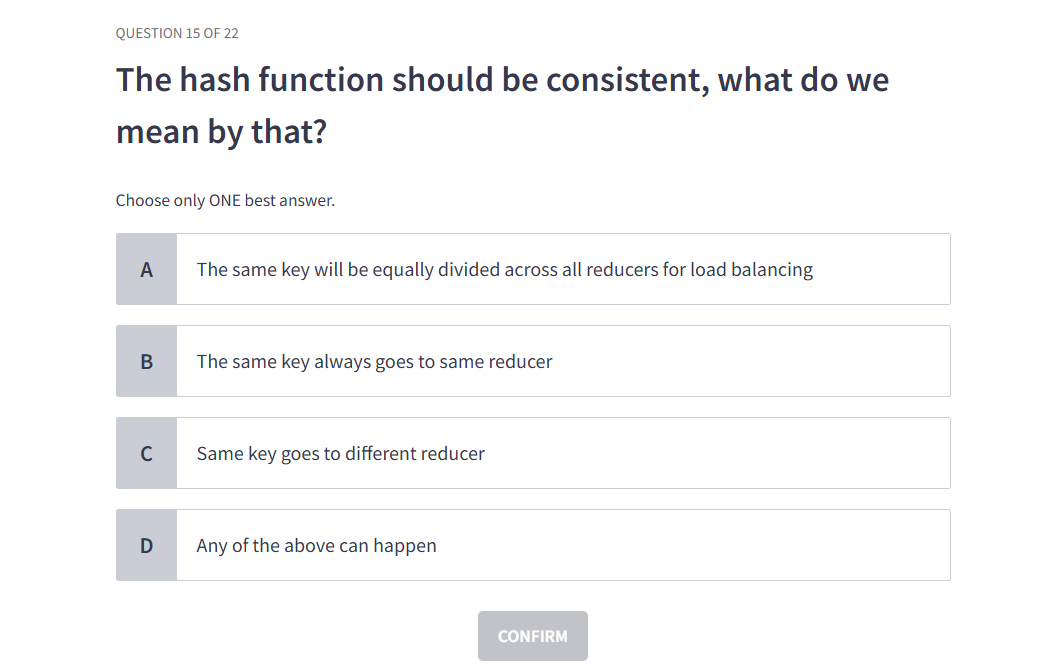 QUESTION 15 OF 22
The hash function should be consistent, what do we
mean by that?
Choose only ONE best answer.
A The same key will be equally divided across all reducers for load balancing
B The same key always goes to same reducer
C Same key goes to different reducer
D Any of the above can happen
CONFIRM